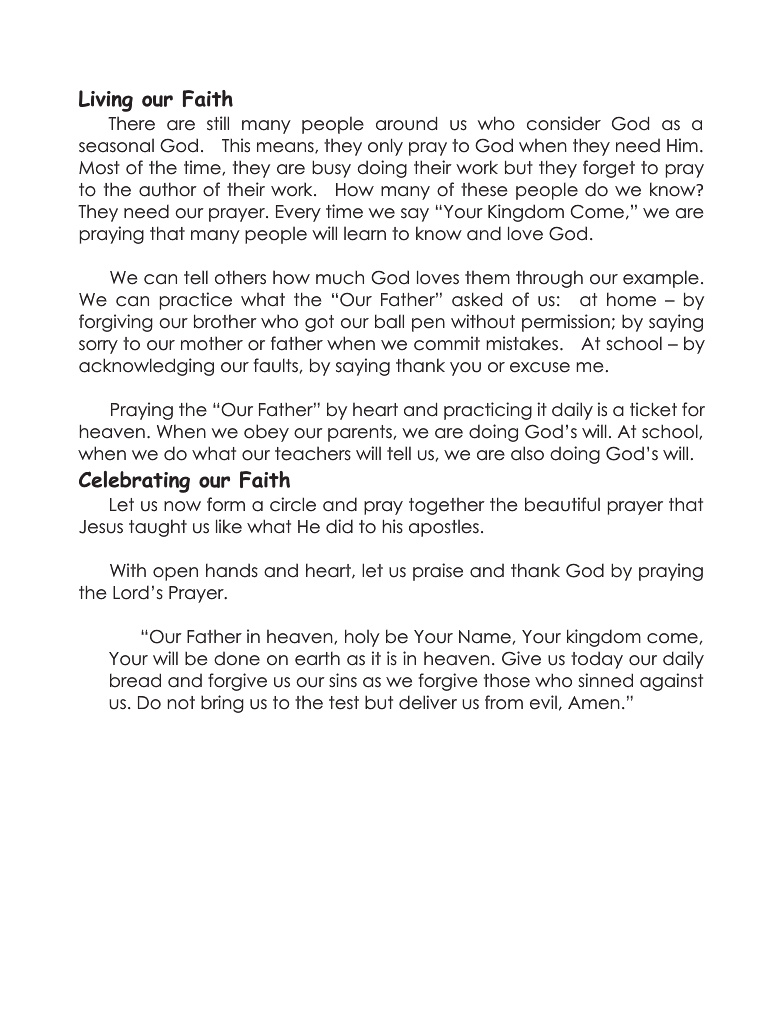 Living our Faith
There are still many people around us who consider God as a
seasonal God. This means, they only pray to God when they need Him.
Most of the time, they are busy doing their work but they forget to pray
to the author of their work. How many of these people do we know?
They need our prayer. Every time we say “Your Kingdom Come,” we are
praying that many people will learn to know and love God.
We can tell others how much God loves them through our example.
We can practice what the “Our Father” asked of us: at home – by
forgiving our brother who got our ball pen without permission; by saying
sorry to our mother or father when we commit mistakes. At school – by
acknowledging our faults, by saying thank you or excuse me.
Praying the “Our Father” by heart and practicing it daily is a ticket for
heaven. When we obey our parents, we are doing God’s will. At school,
when we do what our teachers will tell us, we are also doing God’s will.
Celebrating our Faith
Let us now form a circle and pray together the beautiful prayer that
Jesus taught us like what He did to his apostles.
With open hands and heart, let us praise and thank God by praying
the Lord’s Prayer.
“Our Father in heaven, holy be Your Name, Your kingdom come,
Your will be done on earth as it is in heaven. Give us today our daily
bread and forgive us our sins as we forgive those who sinned against
us. Do not bring us to the test but deliver us from evil, Amen.”